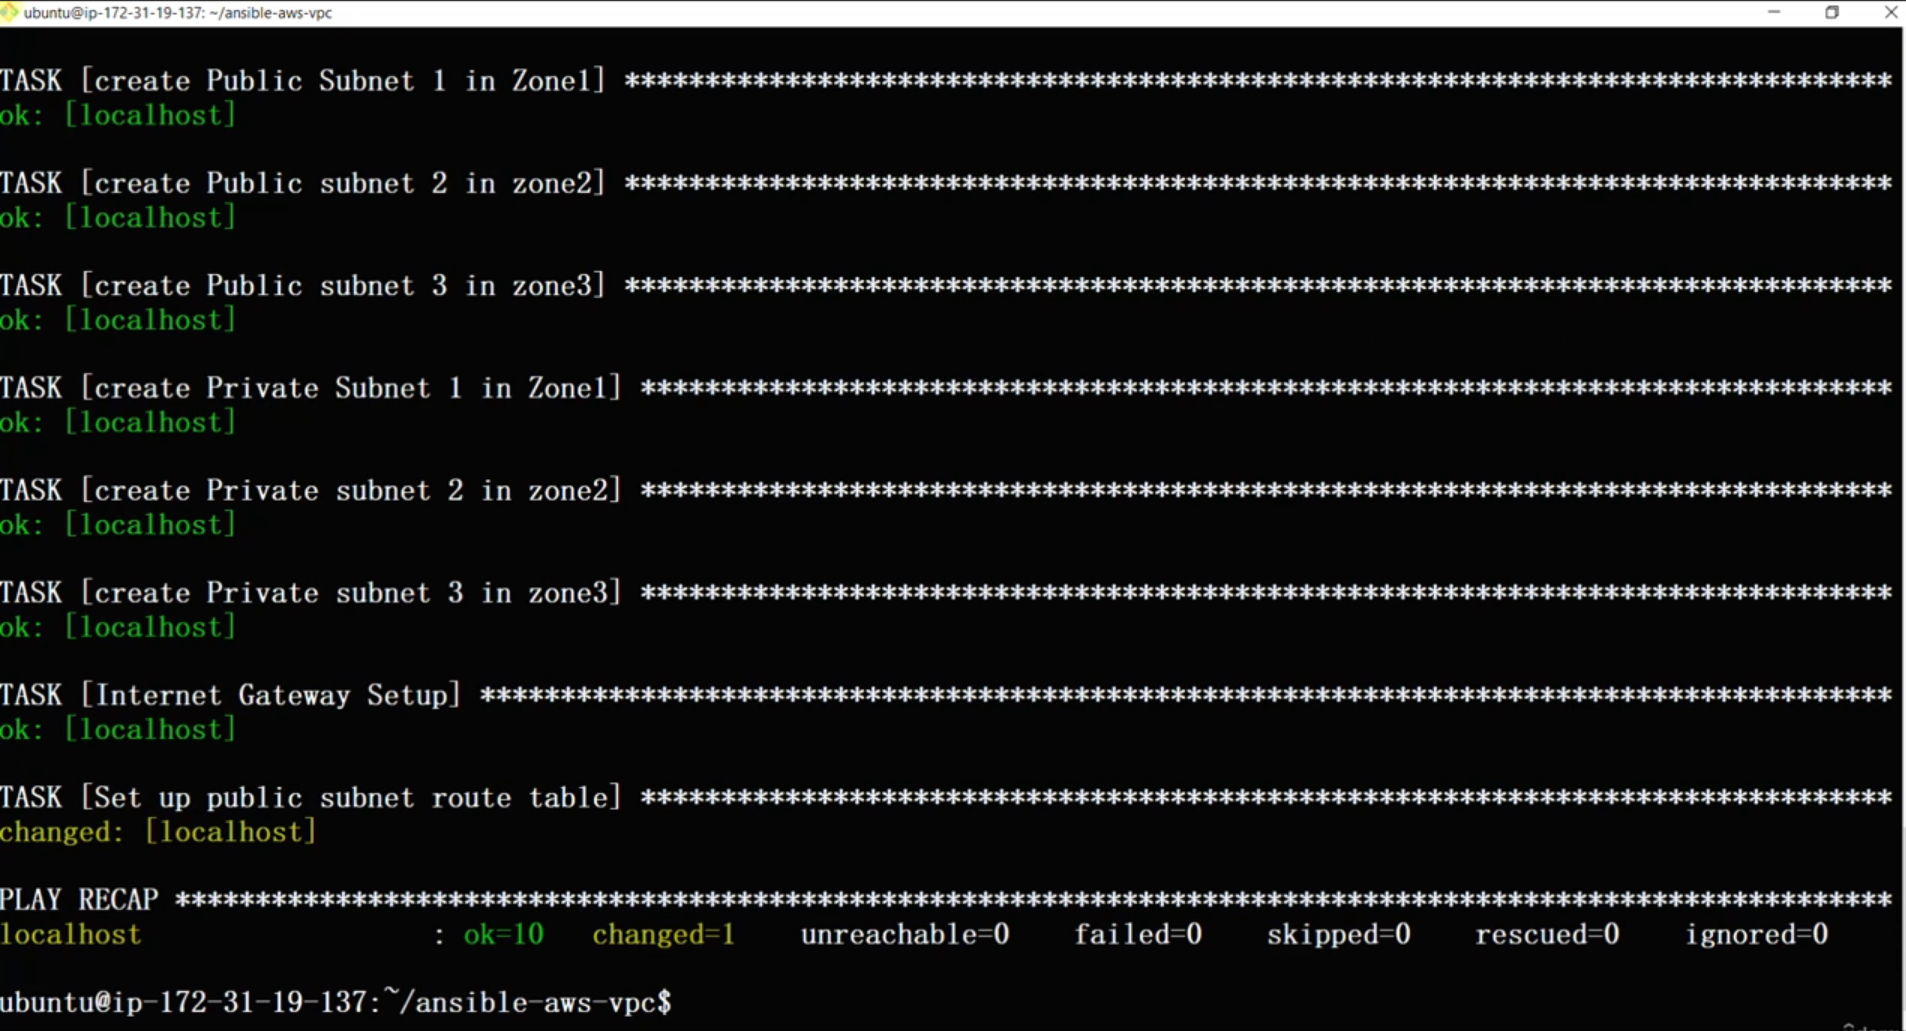 ubuntu@ip-172-31-19-137: ~/ansible-aws-vpc
TASK [create Public Subnet 1 in Zone1] *******************************************************************************
ok: [localhost]
TASK [create Public subnet 2 in zone2] *******************************************************************************
ok: [localhost]
TASK [create Public subnet 3 in zone3] *******************************************************************************
ok: [localhost]
TASK [create Private Subnet 1 in Zone1] ******************************************************************************
ok: [localhost]
TASK [create Private subnet 2 in zone2] ******************************************************************************
ok: [localhost]
TASK [create Private subnet 3 in zone3] ******************************************************************************
ok: [localhost]
TASK [Internet Gateway Setup] ****************************************************************************************
ok: [localhost]
TASK [Set up public subnet route table] ******************************************************************************
changed: [localhost]
PLAY RECAP ***********************************************************************************************************
localhost : ok=10 changed=1 unreachable=0 failed=0 skipped=0 rescued=0 ignored=0
ubuntu@ip-172-31-19-137:~/ansible-aws-vpc$